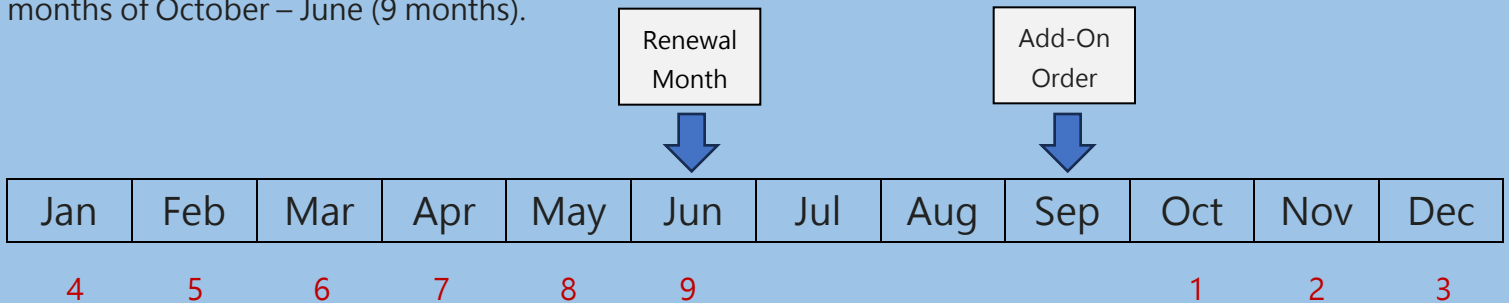 months of October – June (9 months).
Renewal
Month
Add-On
Order
Jan Feb Mar Apr May Jun Jul Aug Sep Oct Nov Dec
4 5 6 7 8 9 1 2 3